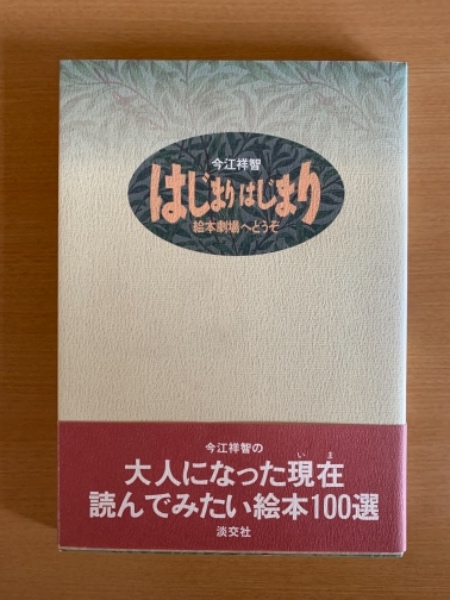 今江祥智
はじまりはじまり
絵本劇場へどうぞ
今江祥智の
いま
大人になった現在
読んでみたい絵本100選
淡交社